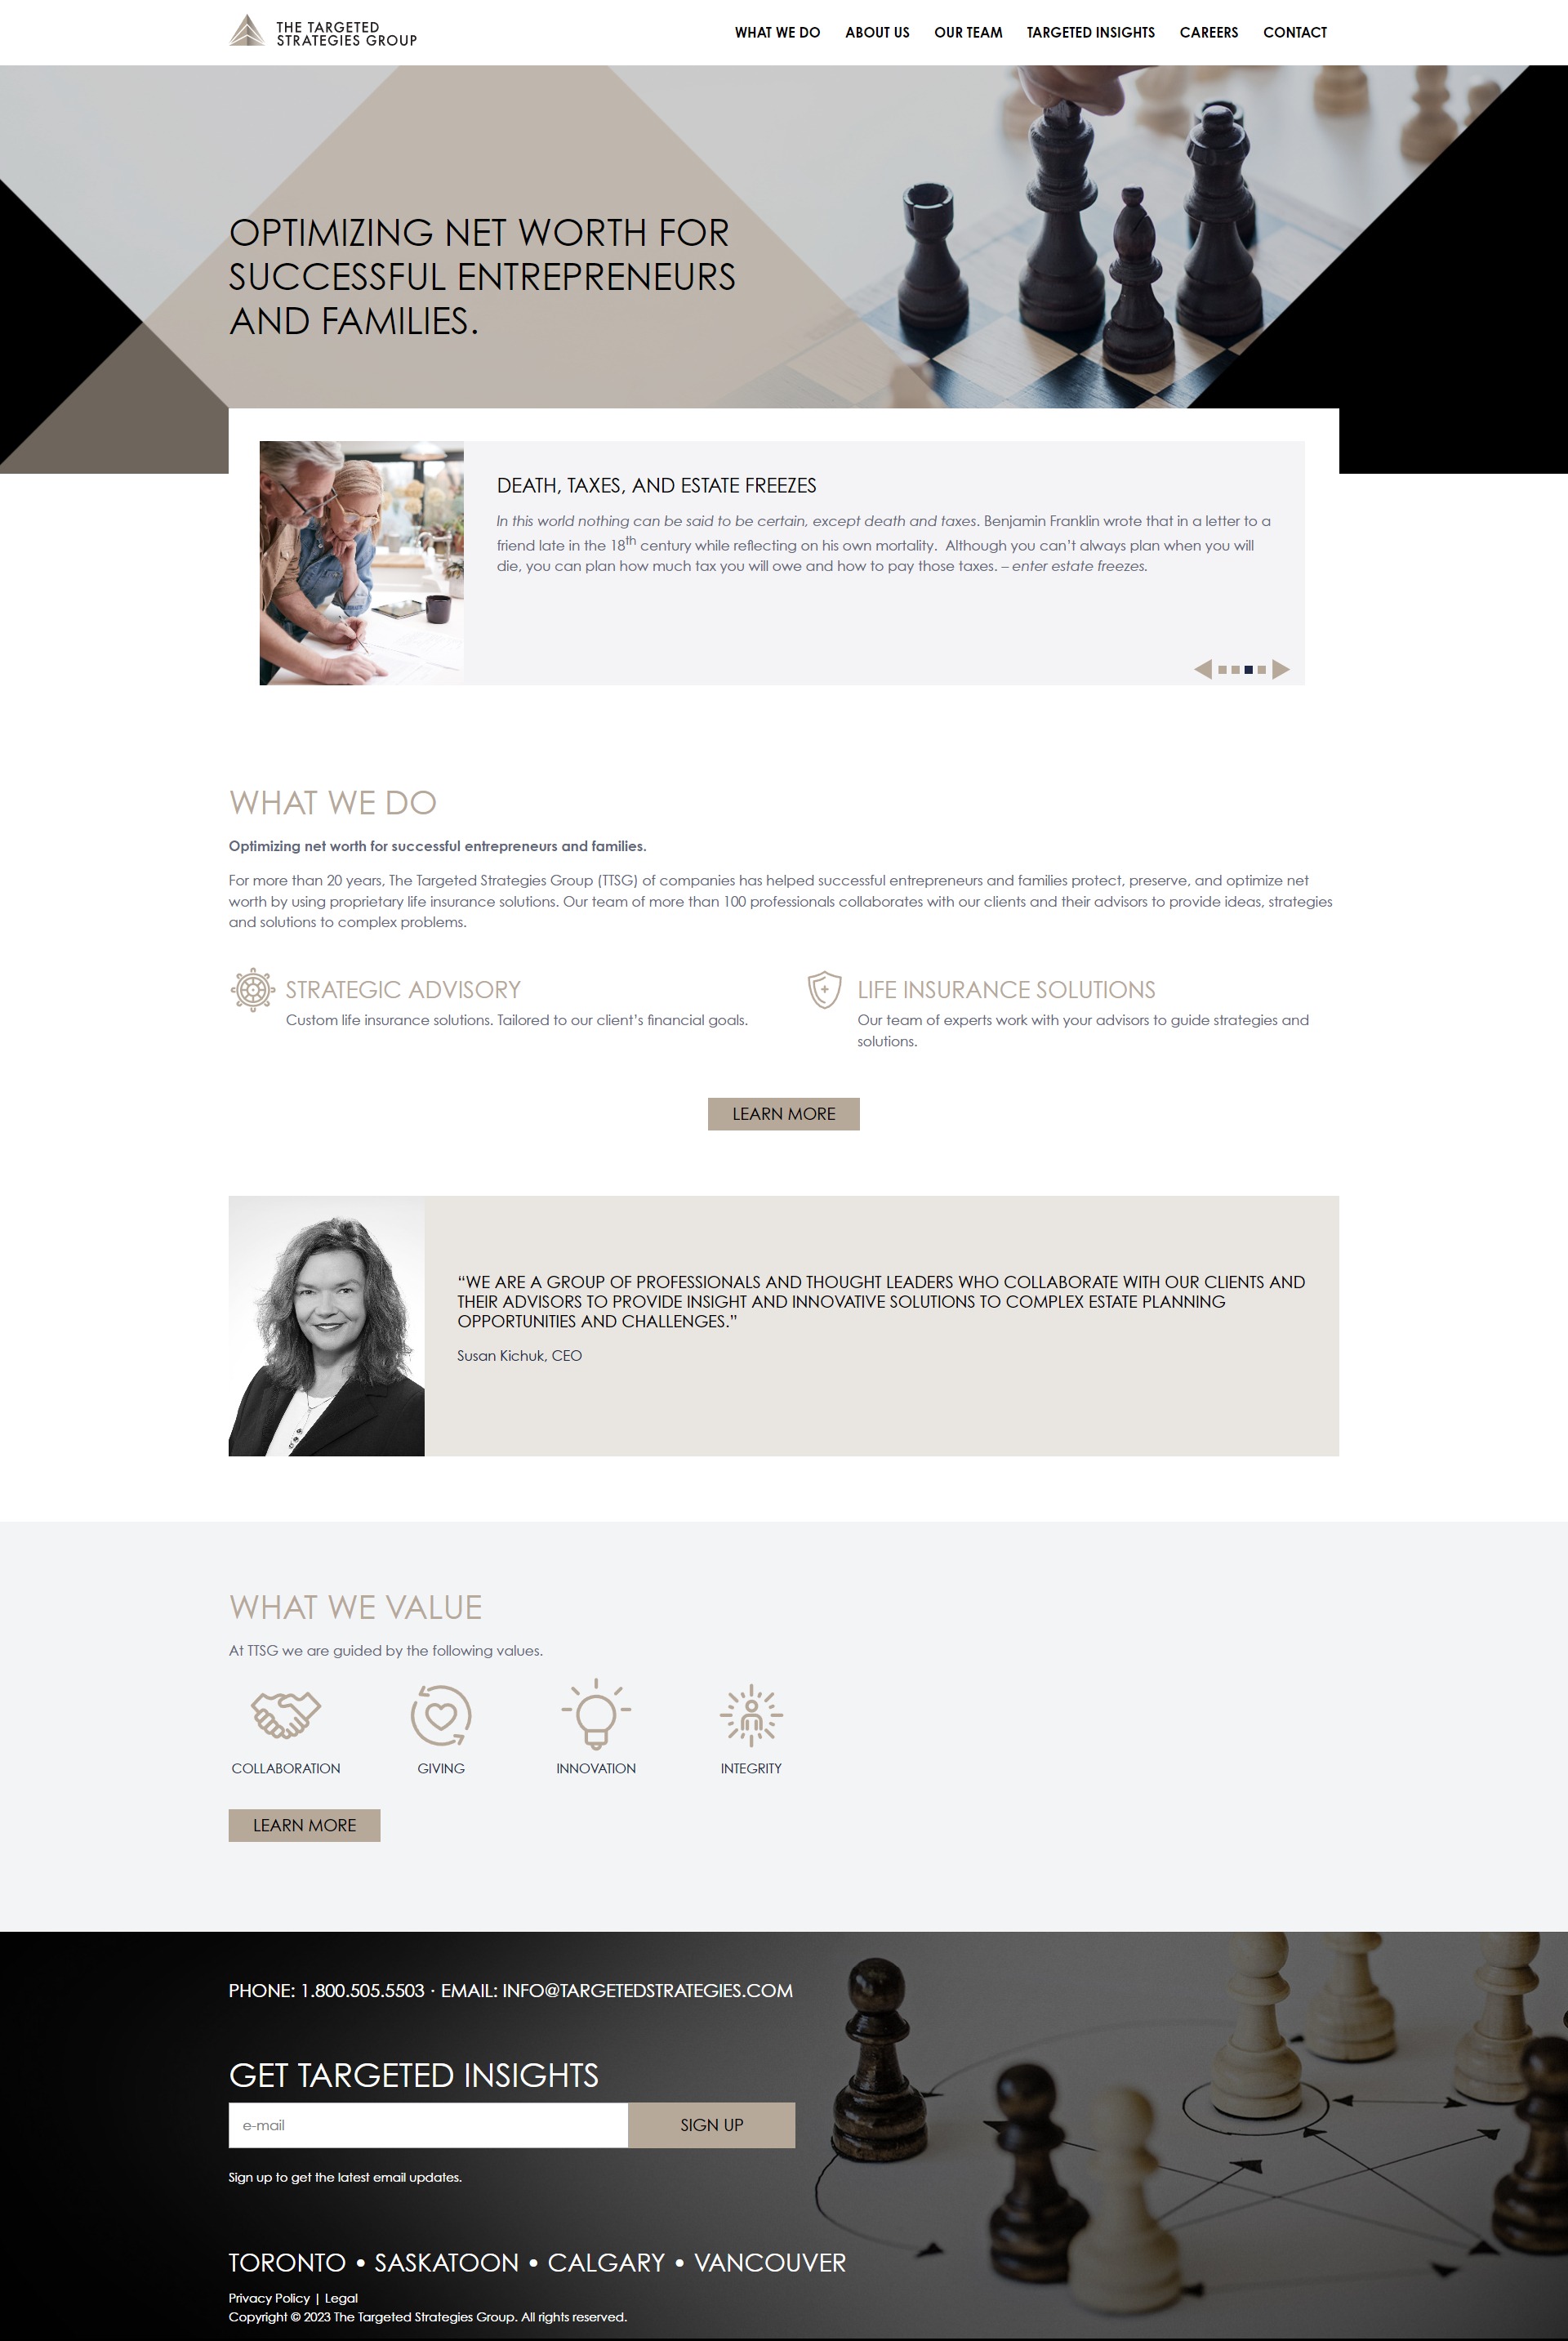 THE TARGETED
STRATEGIES GROUP
WHAT WE DO ABOUT US OUR TEAM TARGETED INSIGHTS CAREERS CONTACT
OPTIMIZING NET WORTH FOR
SUCCESSFUL ENTREPRENEURS
AND FAMILIES.
DEATH, TAXES, AND ESTATE FREEZES
In this world nothing can be said to be certain, except death and taxes. Benjamin Franklin wrote that in a letter to a
friend late in the 18th century while reflecting on his own mortality.  Although you can’t always plan when you will
die, you can plan how much tax you will owe and how to pay those taxes. – enter estate freezes.
WHAT WE DO
Optimizing net worth for successful entrepreneurs and families.
For more than 20 years, The Targeted Strategies Group (TTSG) of companies has helped successful entrepreneurs and families protect, preserve, and optimize net
worth by using proprietary life insurance solutions. Our team of more than 100 professionals collaborates with our clients and their advisors to provide ideas, strategies
and solutions to complex problems.
STRATEGIC ADVISORY
Custom life insurance solutions. Tailored to our client’s financial goals.
LIFE INSURANCE SOLUTIONS
Our team of experts work with your advisors to guide strategies and
solutions.
LEARN MORE
“WE ARE A GROUP OF PROFESSIONALS AND THOUGHT LEADERS WHO COLLABORATE WITH OUR CLIENTS AND
THEIR ADVISORS TO PROVIDE INSIGHT AND INNOVATIVE SOLUTIONS TO COMPLEX ESTATE PLANNING
OPPORTUNITIES AND CHALLENGES.”
Susan Kichuk, CEO
WHAT WE VALUE
At TTSG we are guided by the following values.
COLLABORATION GIVING INNOVATION INTEGRITY
LEARN MORE
PHONE: 1.800.505.5503 · EMAIL: INFO@TARGETEDSTRATEGIES.COM
GET TARGETED INSIGHTS
e-mail SIGN UP
Sign up to get the latest email updates.
TORONTO • SASKATOON • CALGARY • VANCOUVER
Privacy Policy | Legal
Copyright © 2023 The Targeted Strategies Group. All rights reserved.